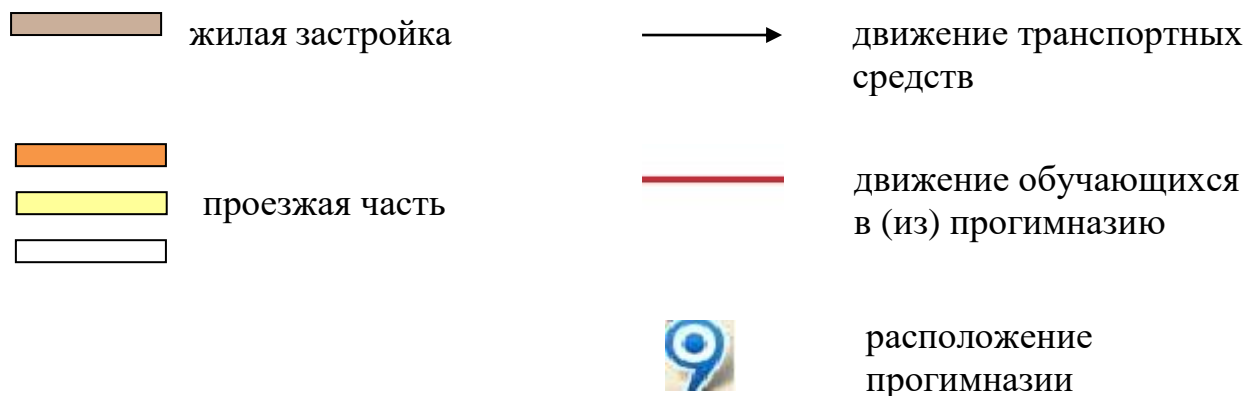 жилая застройка
движение транспортных
средств
проезжая часть
движение обучающихся
в (из) прогимназию
расположение
прогимназии